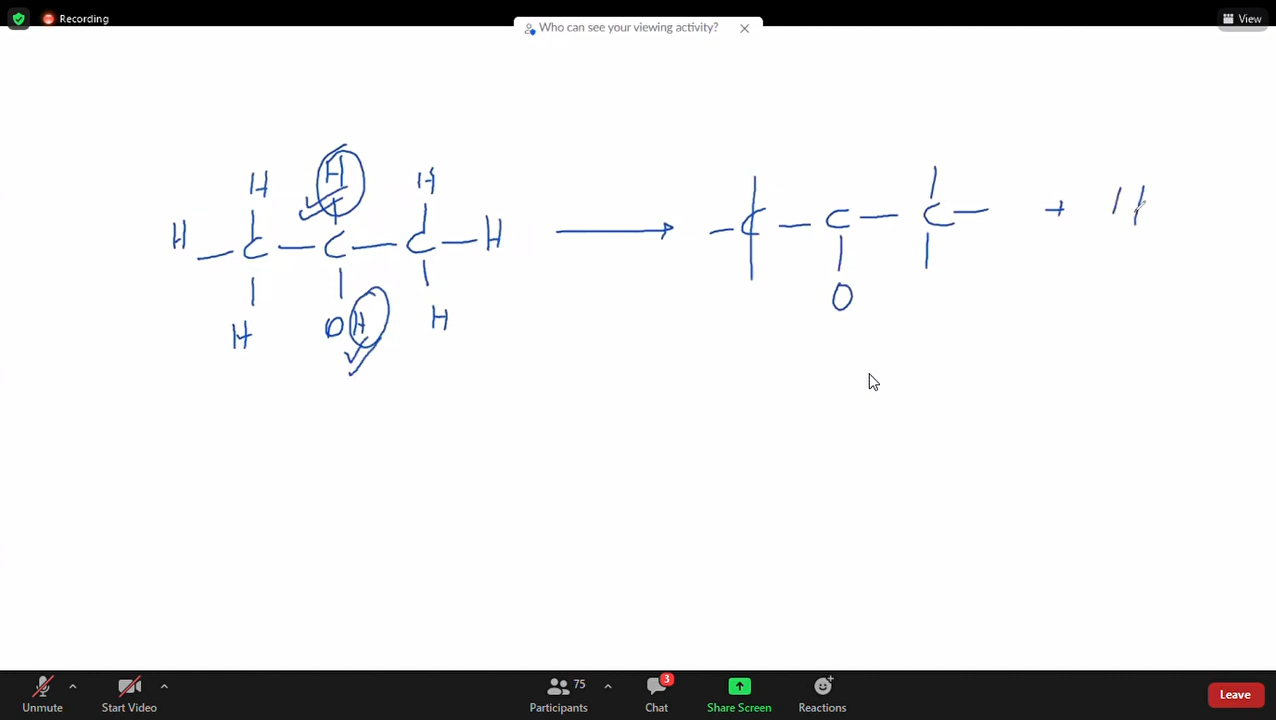 Recording
Who can see your viewing activity?
View
H H H
H C C C H
H OH H
C C C + H
O
Unmute
Start Video
75
Participants
3
Chat
Share Screen
Reactions
Leave